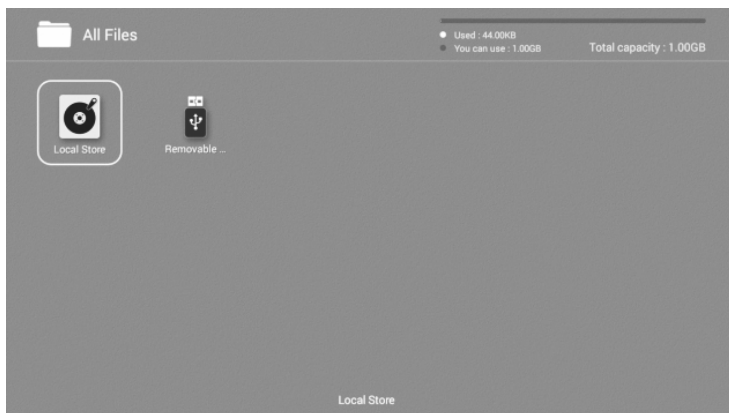 All Files
Used : 44.00KB
You can use : 1.00GB
Total capacity : 1.00GB
Local Store
Removable ...
Local Store